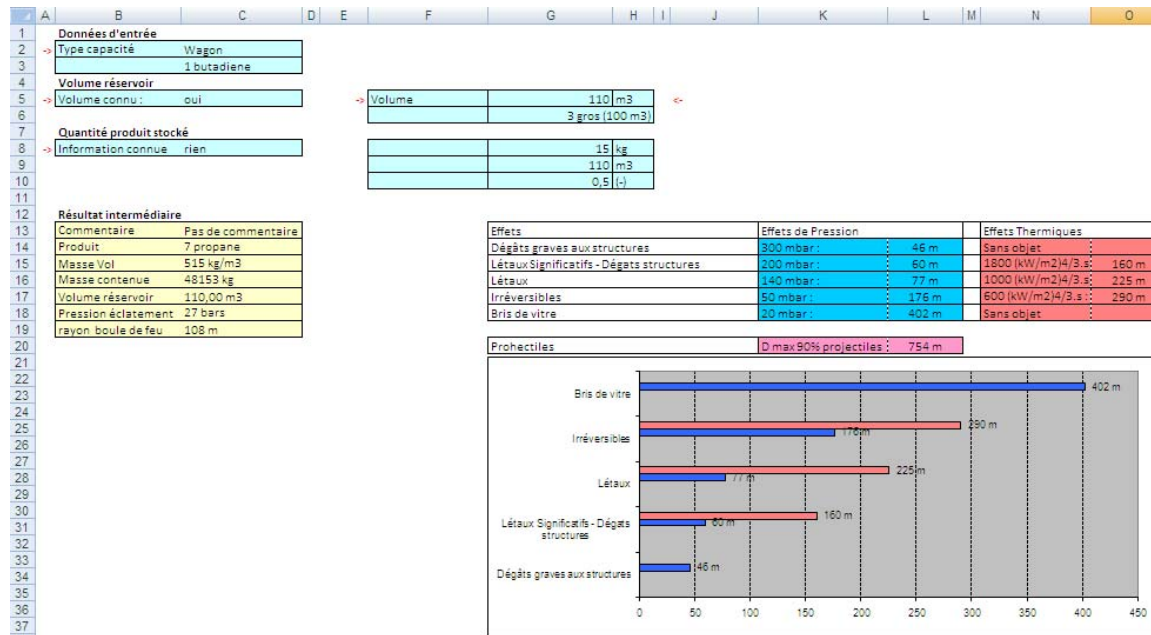 A B C D E F G H I J K L M N O
1 Données d'entrée
2 -> Type capacité Wagon
3 1 butadiene
4 Volume réservoir
5 -> Volume connu : oui -> Volume 110 m3 <-
6 3 gros (100 m3)
7 Quantité produit stocké
8 -> Information connue rien 15 kg
9 110 m3
10 0,5 (-)
11
12 Résultat intermédiaire
13 Commentaire Pas de commentaire Effets Effets de Pression Effets Thermiques
14 Produit 7 propane Dégâts graves aux structures 300 mbar : 46 m Sans objet
15 Masse Vol 515 kg/m3 Létaux Significatifs - Dégats structures 200 mbar : 60 m 1800 (kW/m2)4/3.s: 160 m
16 Masse contenue 48153 kg Létaux 140 mbar : 77 m 1000 (kW/m2)4/3.s: 225 m
17 Volume réservoir 110,00 m3 Irréversibles 50 mbar : 176 m 600 (kW/m2)4/3.s : 290 m
18 Pression éclatement 27 bars Bris de vitre 20 mbar : 402 m Sans objet
19 rayon boule de feu 108 m
20 Prohectiles D max 90% projectiles : 754 m
21
22
23
24
25
26
27
28
29
30
31
32
33
34
35
36
37
Bris de vitre 402 m
290 m
Irréversibles 176 m
225 m
Létaux 77 m
160 m
Létaux Significatifs - Dégats
structures
60 m
Dégâts graves aux structures 46 m
0 50 100 150 200 250 300 350 400 450